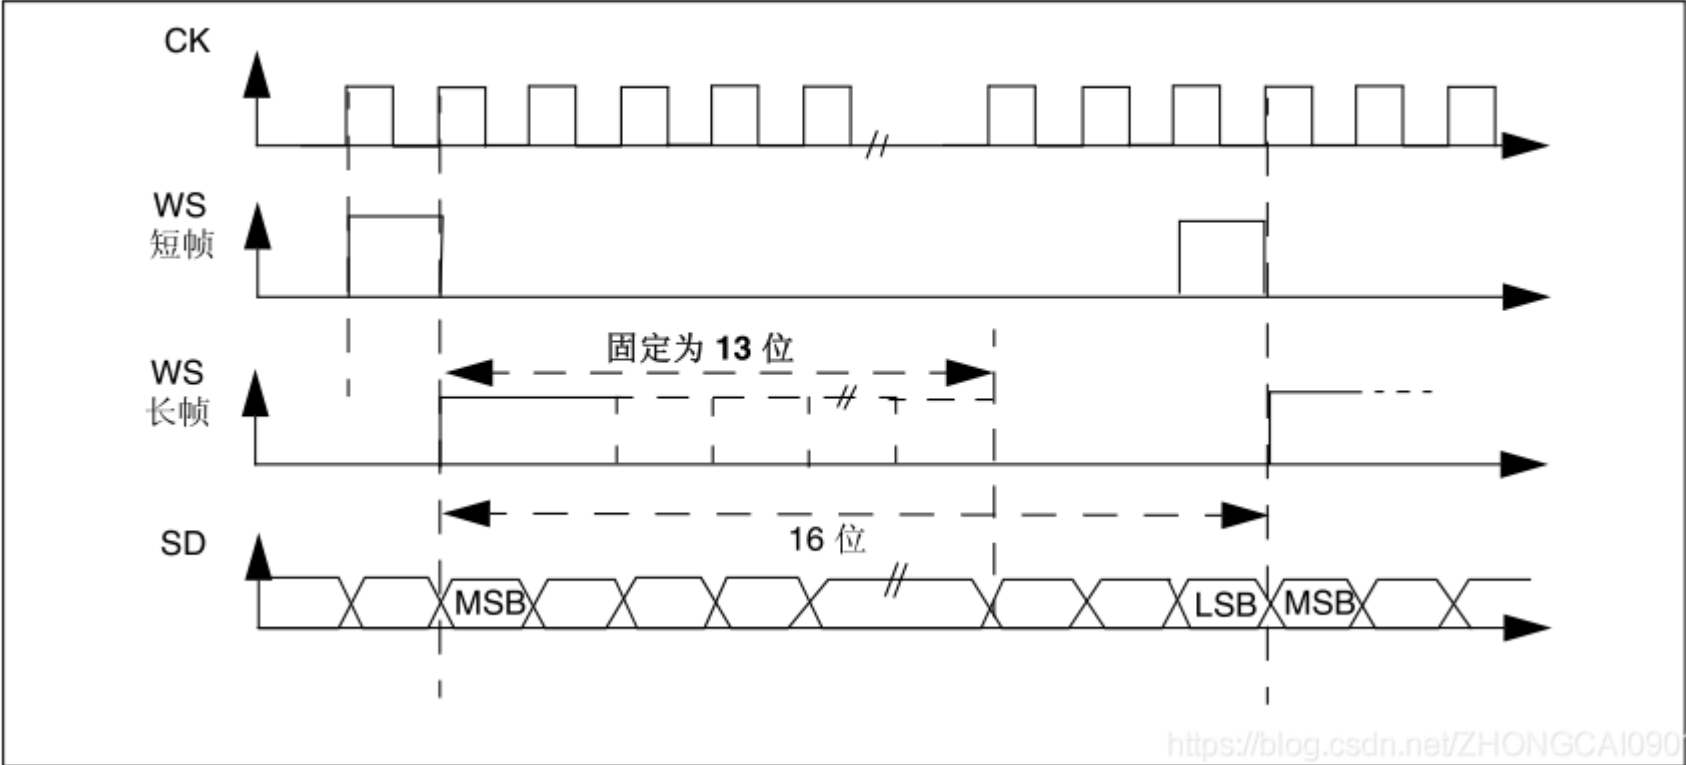 CK
WS
短帧
固定为 13 位
WS
长帧
16 位
SD
MSB
LSB
MSB
https://blog.csdn.net/ZHONGCAI090